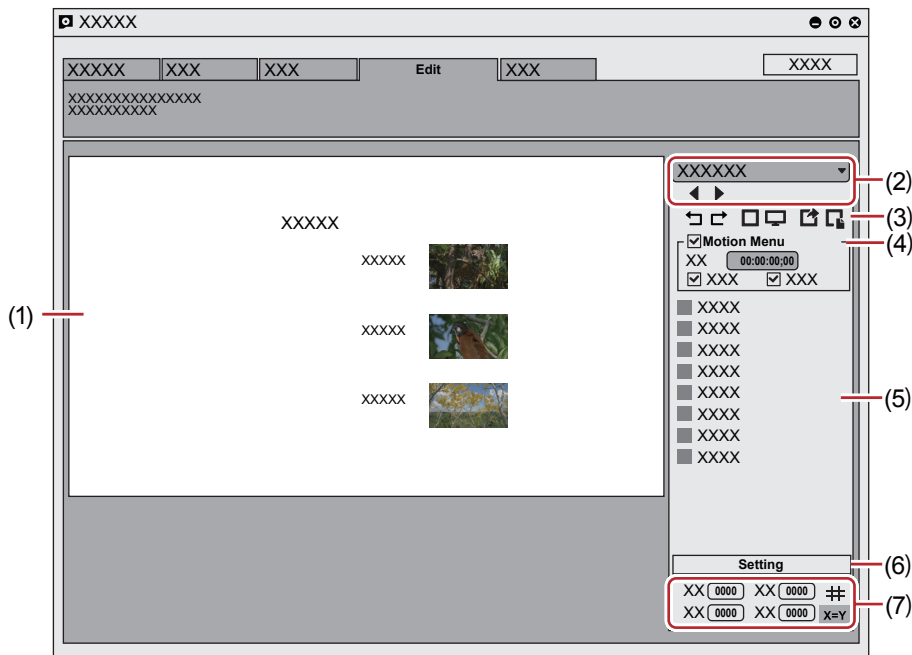 XXXXX
XXXXX XXX XXX Edit XXX XXXX
XXXXXXXXXXXXXXX
XXXXXXXXXX
XXXXXX
(2)
(3)
XXXXX
Motion Menu
(4)
XX 00:00:00;00
XXX XXX
XXXXX
(1)
XXXXX
XXXXX
XXXX
XXXX
XXXX
XXXX
XXXX
XXXX
XXXX
XXXX
(5)
Setting
(6)
XX 0000 XX 0000
XX 0000 XX 0000 X=Y
(7)